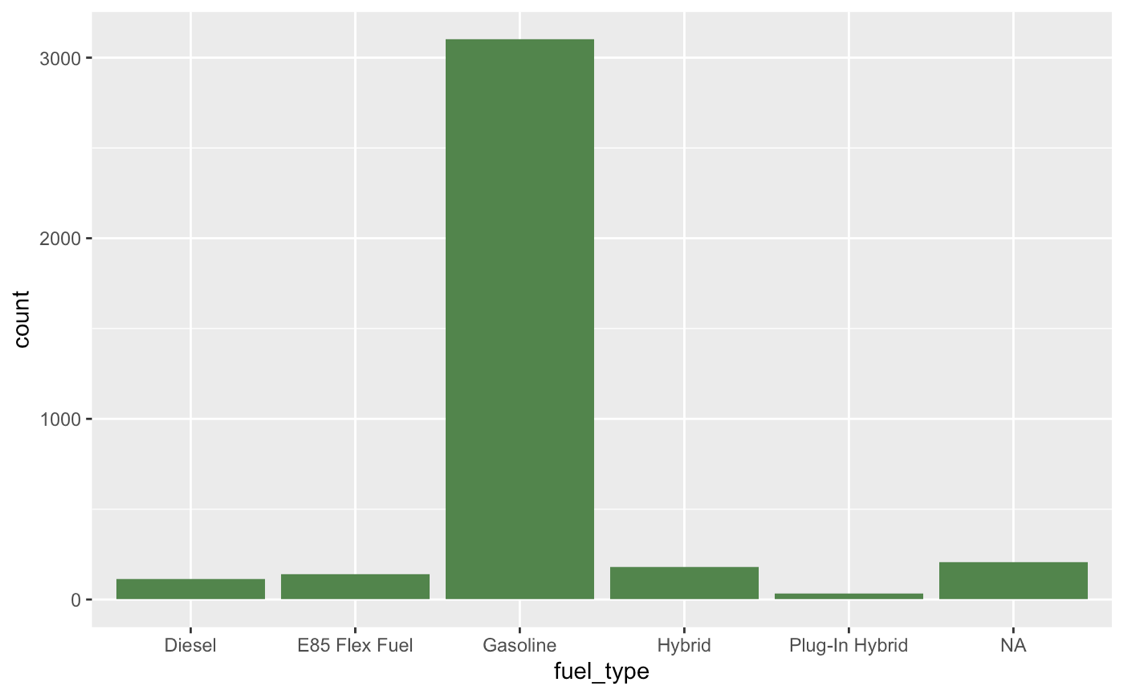 3000
2000
1000
0
count
Diesel E85 Flex Fuel Gasoline Hybrid Plug-In Hybrid NA
fuel_type